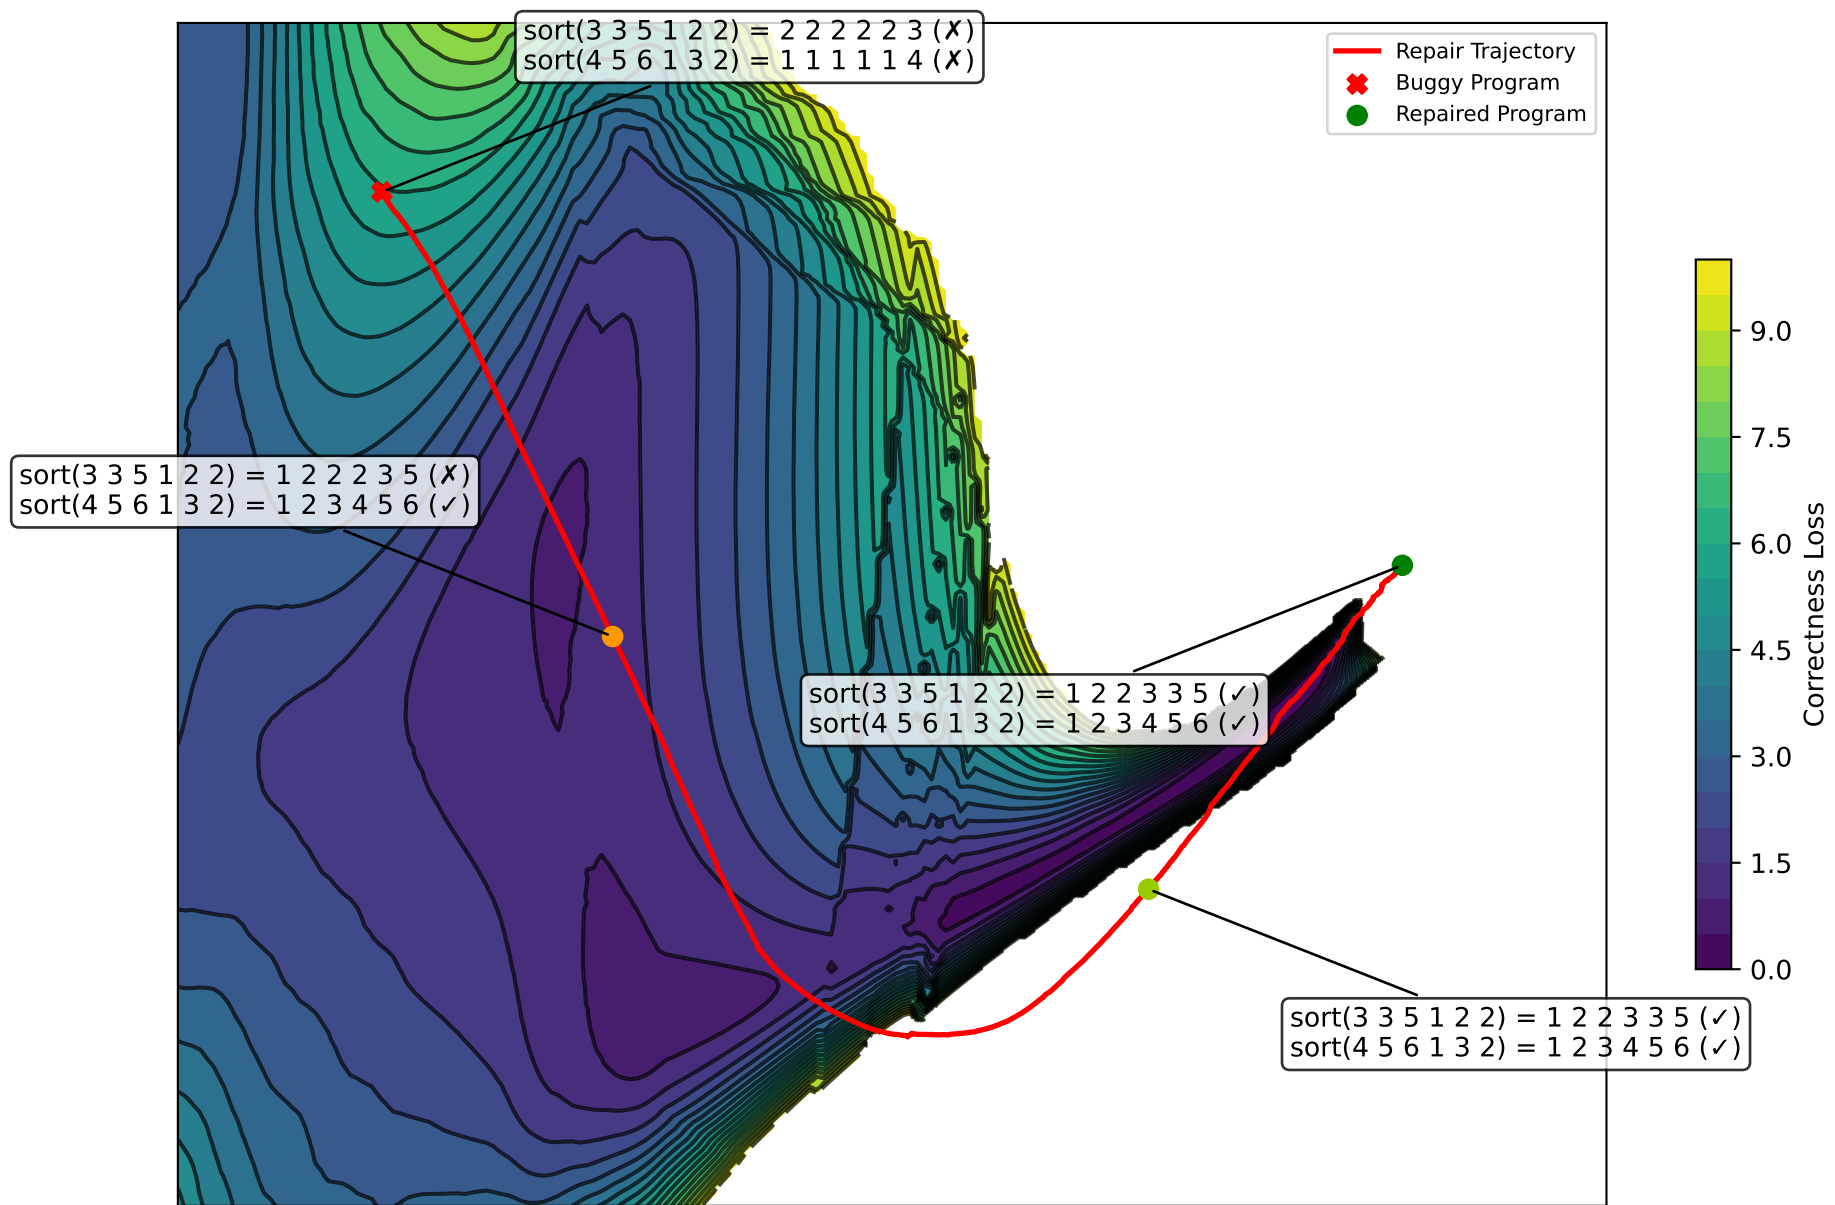 sort(3 3 5 1 2 2) = 2 2 2 2 2 3 (✗)
sort(4 5 6 1 3 2) = 1 1 1 1 1 4 (✗)
Repair Trajectory
Buggy Program
Repaired Program
sort(3 3 5 1 2 2) = 1 2 2 2 3 5 (✗)
sort(4 5 6 1 3 2) = 1 2 3 4 5 6 (✓)
sort(3 3 5 1 2 2) = 1 2 2 3 3 5 (✓)
sort(4 5 6 1 3 2) = 1 2 3 4 5 6 (✓)
sort(3 3 5 1 2 2) = 1 2 2 3 3 5 (✓)
sort(4 5 6 1 3 2) = 1 2 3 4 5 6 (✓)
9.0
7.5
6.0
4.5
3.0
1.5
0.0
Correctness Loss